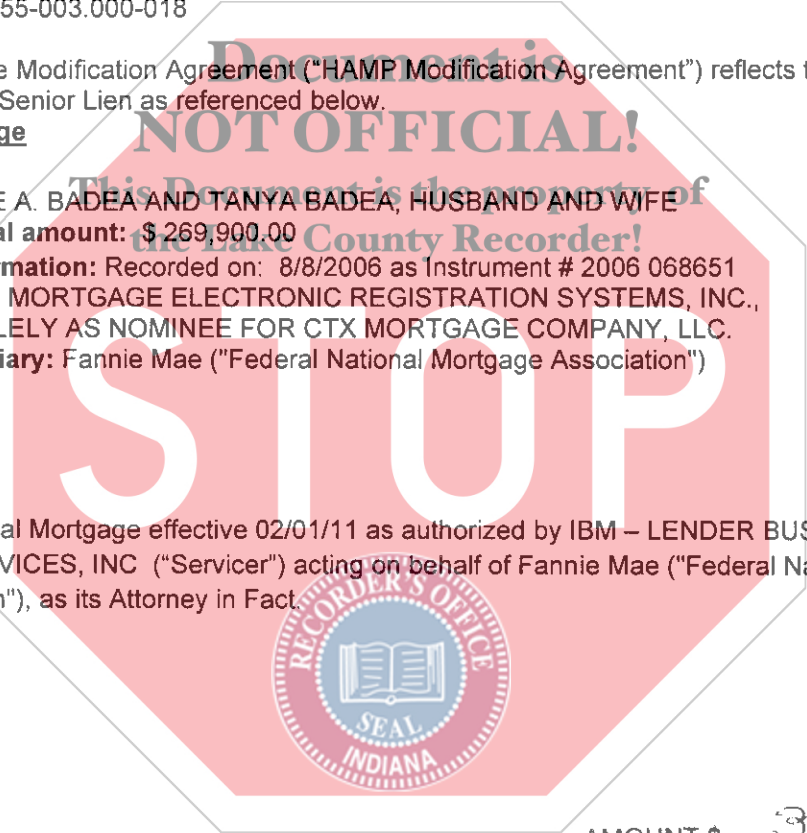 55-003.000-018
e Modification Agreement ("HAMP Modification Agreement") reflects t
Senior Lien as referenced below.
ge
E A. BADEA AND TANYA BADEA, HUSBAND AND WIFE
al amount: $ 269,900.00
rmation: Recorded on: 8/8/2006 as Instrument # 2006 068651
MORTGAGE ELECTRONIC REGISTRATION SYSTEMS, INC.,
LELY AS NOMINEE FOR CTX MORTGAGE COMPANY, LLC.
iary: Fannie Mae ("Federal National Mortgage Association")
Document is
NOT OFFICIAL!
This Document is the property of
the Lake County Recorder!
STOP
al Mortgage effective 02/01/11 as authorized by IBM – LENDER BUS
VICES, INC ("Servicer") acting on behalf of Fannie Mae ("Federal Na
n"), as its Attorney in Fact.
RECORDER'S OFFICE
SEAL
INDIANA
AMOUNT $